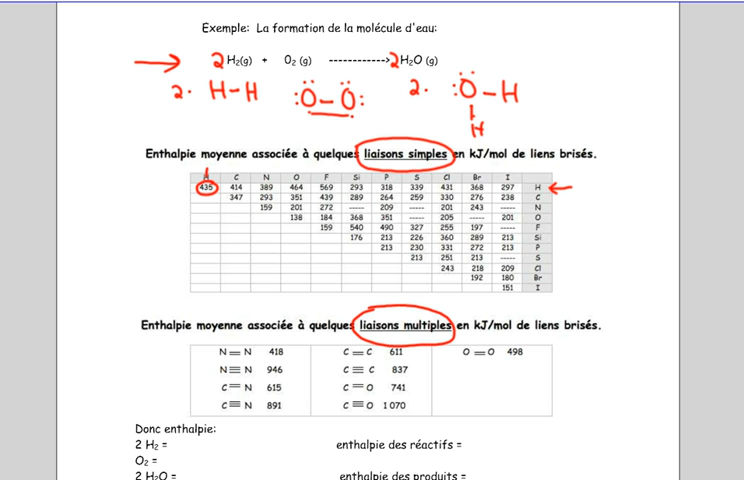 Exemple: La formation de la molécule d'eau:
2 H₂(g) + O₂ (g) ------------> 2 H₂O (g)
2. H–H :Ö–Ö: 2. :Ö–H
H
Enthalpie moyenne associée à quelques liaisons simples en kJ/mol de liens brisés.
H C N O F Si P S Cl Br I
435 414 389 464 569 293 318 339 431 368 297 H
347 293 351 439 289 264 259 330 276 238 C
159 201 272 ----- 209 ----- 201 243 ----- N
138 184 368 351 ----- 205 ----- 201 O
159 540 490 327 255 197 ----- F
176 213 226 360 289 213 Si
213 230 331 272 213 P
213 251 213 ----- S
243 218 209 Cl
192 180 Br
151 I
Enthalpie moyenne associée à quelques liaisons multiples en kJ/mol de liens brisés.
N=N 418 C=C 611 O=O 498
N≡N 946 C≡C 837
C=N 615 C=O 741
C≡N 891 C≡O 1070
Donc enthalpie:
2 H₂ = enthalpie des réactifs =
O₂ =
2 H₂O = enthalpie des produits =